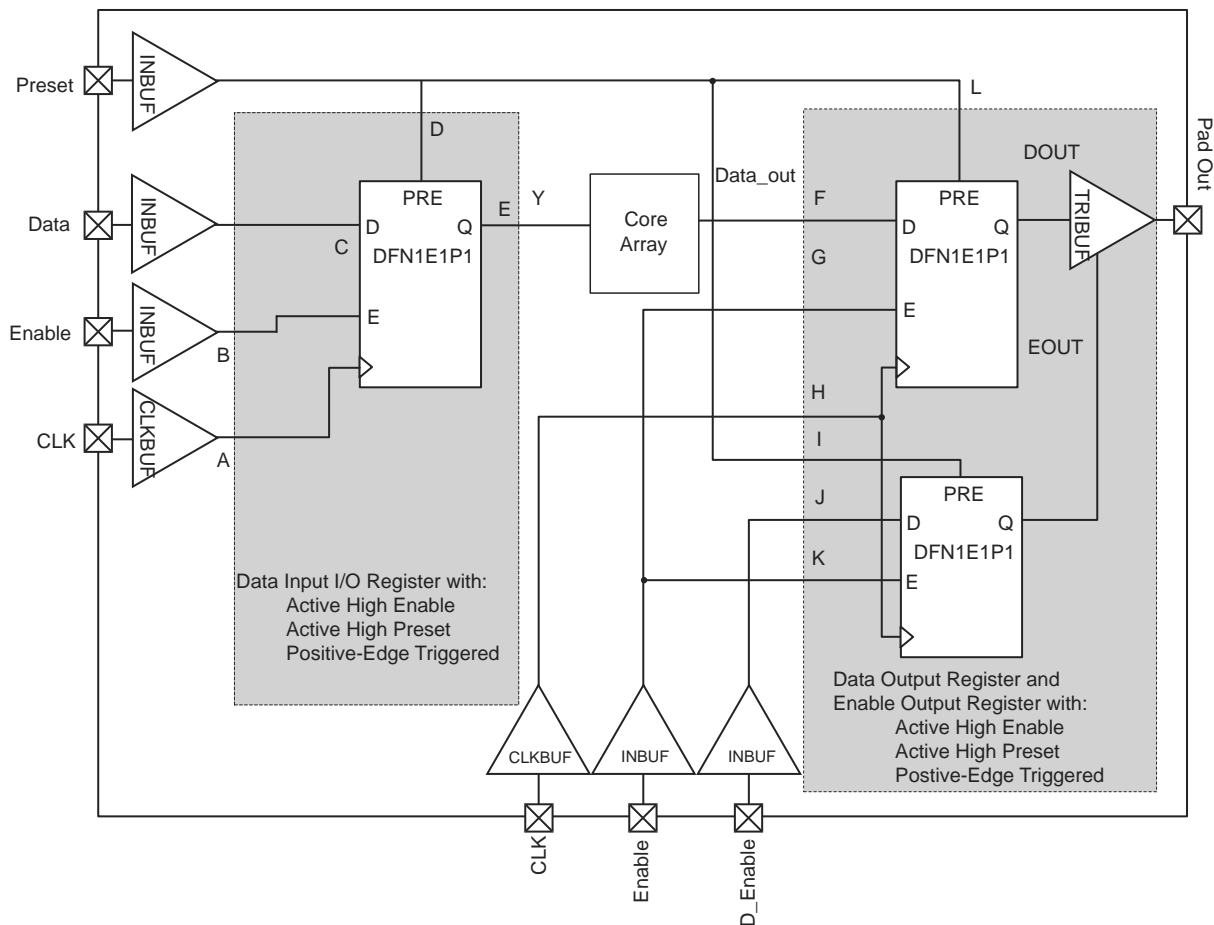 Preset
INBUF
L
D
Pad Out
DOUT
Data
INBUF
PRE
D
Q
C
DFN1E1P1
E
Y
Core
Array
Data_out
F
G
PRE
D
Q
DFN1E1P1
TRIBUF
Enable
INBUF
B
E
E
EOUT
CLK
CLKBUF
A
H
I
J
K
PRE
D
Q
DFN1E1P1
E
Data Input I/O Register with:
Active High Enable
Active High Preset
Positive-Edge Triggered
Data Output Register and
Enable Output Register with:
Active High Enable
Active High Preset
Postive-Edge Triggered
CLKBUF
INBUF
INBUF
CLK
Enable
D_Enable